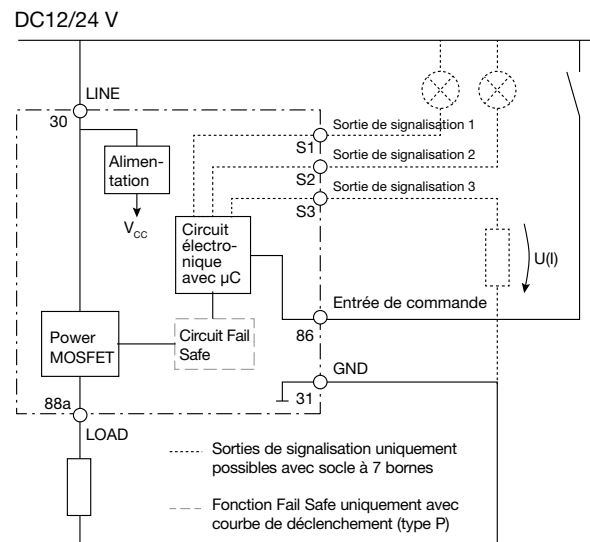 DC12/24 V
LINE
30
Sortie de signalisation 1
S1
Sortie de signalisation 2
S2
Sortie de signalisation 3
S3
Alimen-
tation
VCC
Circuit
électro-
nique
avec µC
U(I)
Entrée de commande
86
Power
MOSFET
Circuit Fail
Safe
GND
31
88a
LOAD
Sorties de signalisation uniquement
possibles avec socle à 7 bornes
Fonction Fail Safe uniquement avec
courbe de déclenchement (type P)